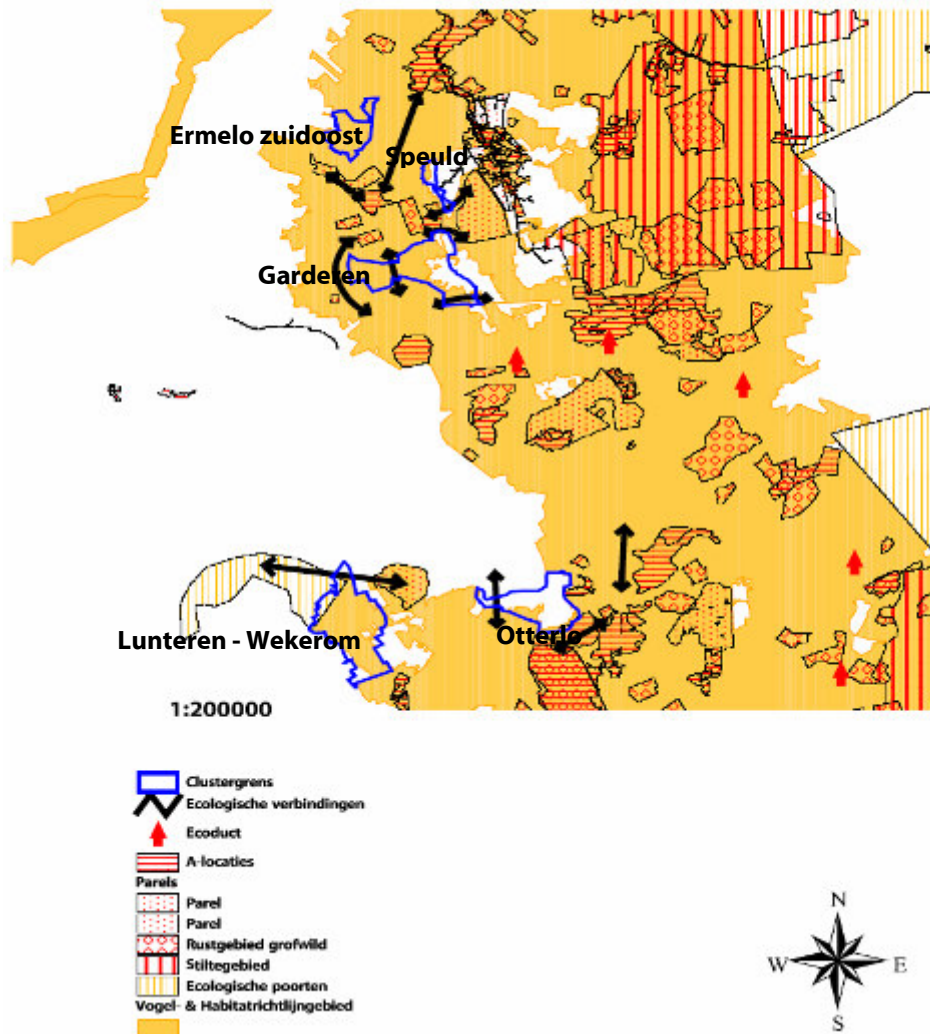 Ermelo zuidoost
Speuld
Garderen
Lunteren - Wekerom
Otterlo
1:200000
Clustergrens
Ecologische verbindingen
Ecoduct
A-locaties
Parels
Parel
Parel
Rustgebied grofwild
Stiltegebied
Ecologische poorten
Vogel- & Habitatrichtlijngebied
N
W E
S